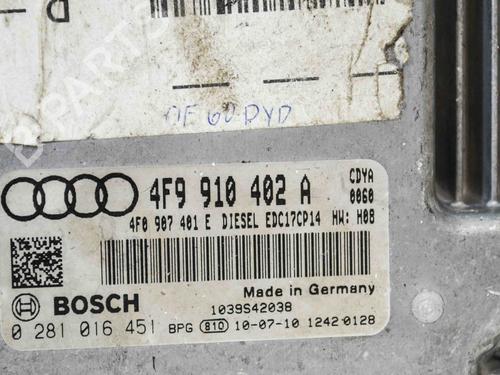 OF 60 DYD
4F9 910 402 A
CDYA
0060
4F0 907 401 E DIESEL EDC17CP14 HW: H08
Made in Germany
BOSCH
1039S42038
0 281 016 451 BPG 810 10-07-10 1242 0128